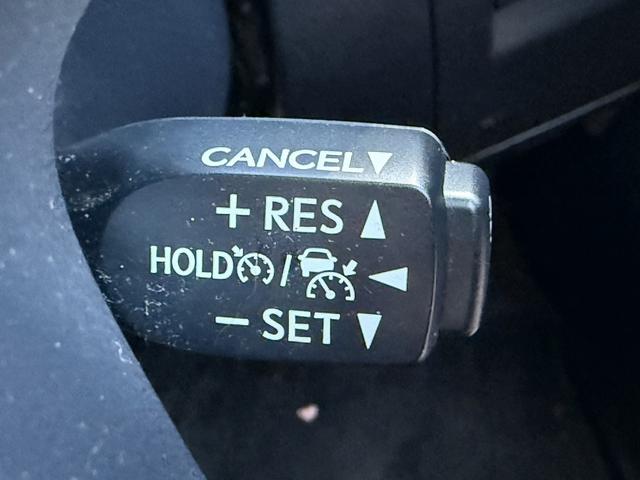 CANCEL▼
+ RES ▲
HOLD / ◀
− SET ▼